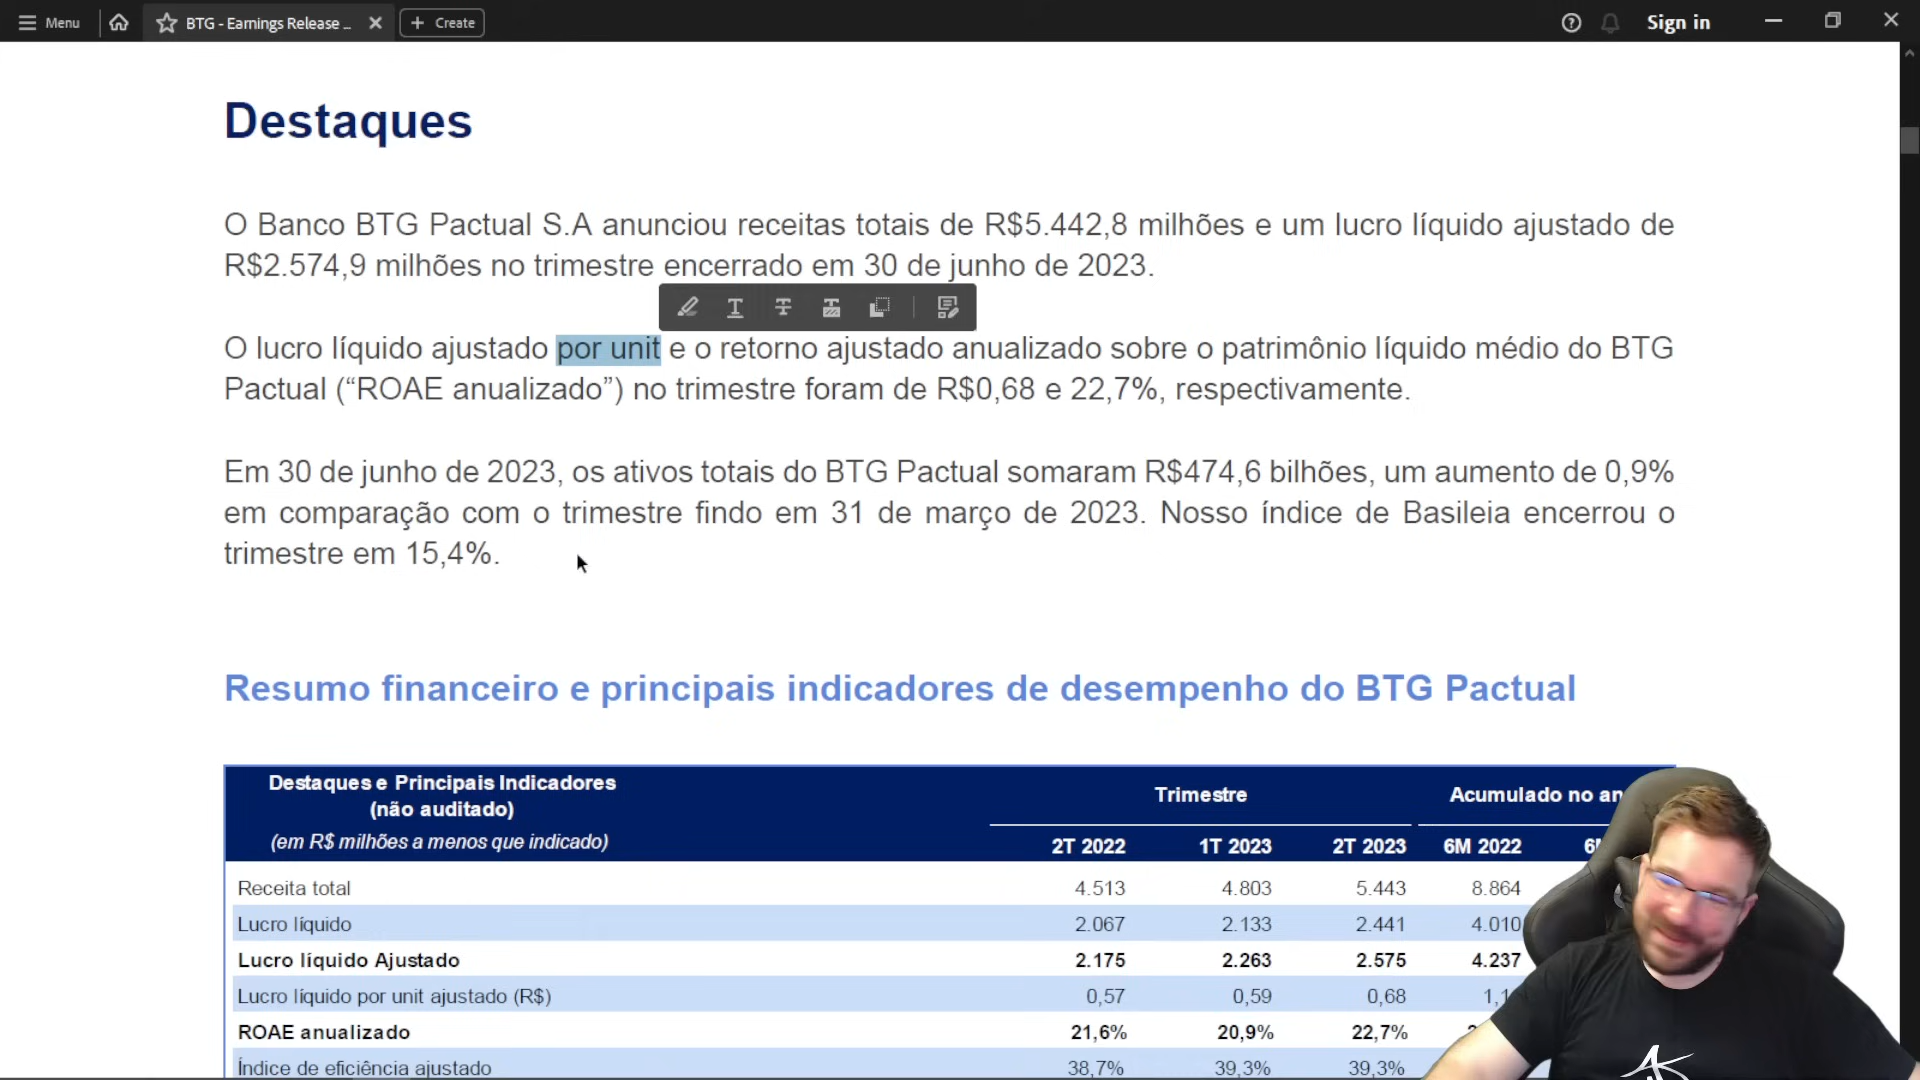 Menu
BTG - Earnings Release ...
Create
Sign in
Destaques
O Banco BTG Pactual S.A anunciou receitas totais de R$5.442,8 milhões e um lucro líquido ajustado de
R$2.574,9 milhões no trimestre encerrado em 30 de junho de 2023.
O lucro líquido ajustado por unit e o retorno ajustado anualizado sobre o patrimônio líquido médio do BTG
Pactual (“ROAE anualizado”) no trimestre foram de R$0,68 e 22,7%, respectivamente.
Em 30 de junho de 2023, os ativos totais do BTG Pactual somaram R$474,6 bilhões, um aumento de 0,9%
em comparação com o trimestre findo em 31 de março de 2023. Nosso índice de Basileia encerrou o
trimestre em 15,4%.
Resumo financeiro e principais indicadores de desempenho do BTG Pactual
Destaques e Principais Indicadores
(não auditado)
(em R$ milhões a menos que indicado)
Trimestre
Acumulado no an
2T 2022 1T 2023 2T 2023 6M 2022
Receita total 4.513 4.803 5.443 8.864
Lucro líquido 2.067 2.133 2.441 4.010
Lucro líquido Ajustado 2.175 2.263 2.575 4.237
Lucro líquido por unit ajustado (R$) 0,57 0,59 0,68
ROAE anualizado 21,6% 20,9% 22,7%
Índice de eficiência ajustado 38,7% 39,3% 39,3%